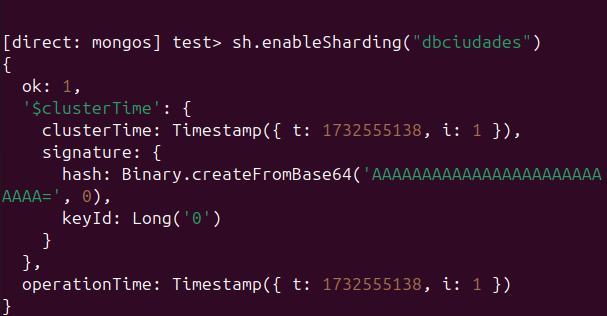 [direct: mongos] test> sh.enableSharding("dbciudades")
{
  ok: 1,
  '$clusterTime': {
    clusterTime: Timestamp({ t: 1732555138, i: 1 }),
    signature: {
      hash: Binary.createFromBase64('AAAAAAAAAAAAAAAAAAAAAAA
AAAA=', 0),
      keyId: Long('0')
    }
  },
  operationTime: Timestamp({ t: 1732555138, i: 1 })
}